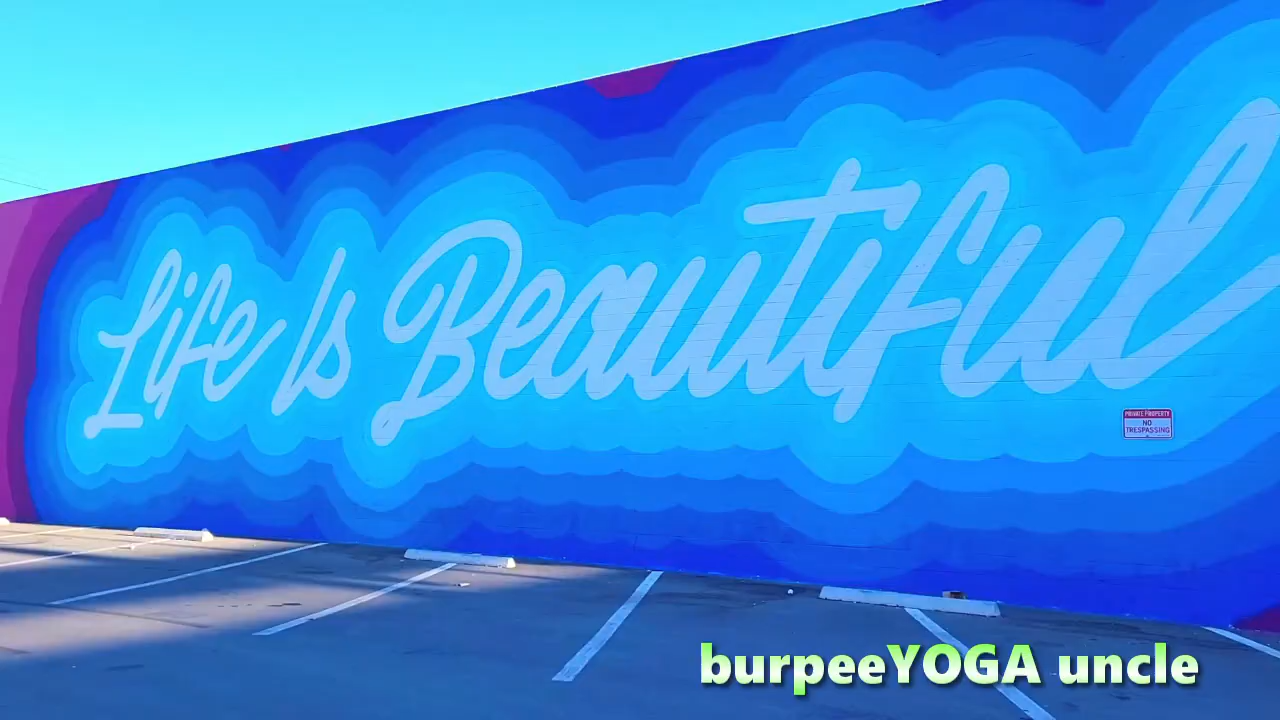 Life Is Beautiful
PRIVATE PROPERTY
NO
TRESPASSING
burpeeYOGA uncle